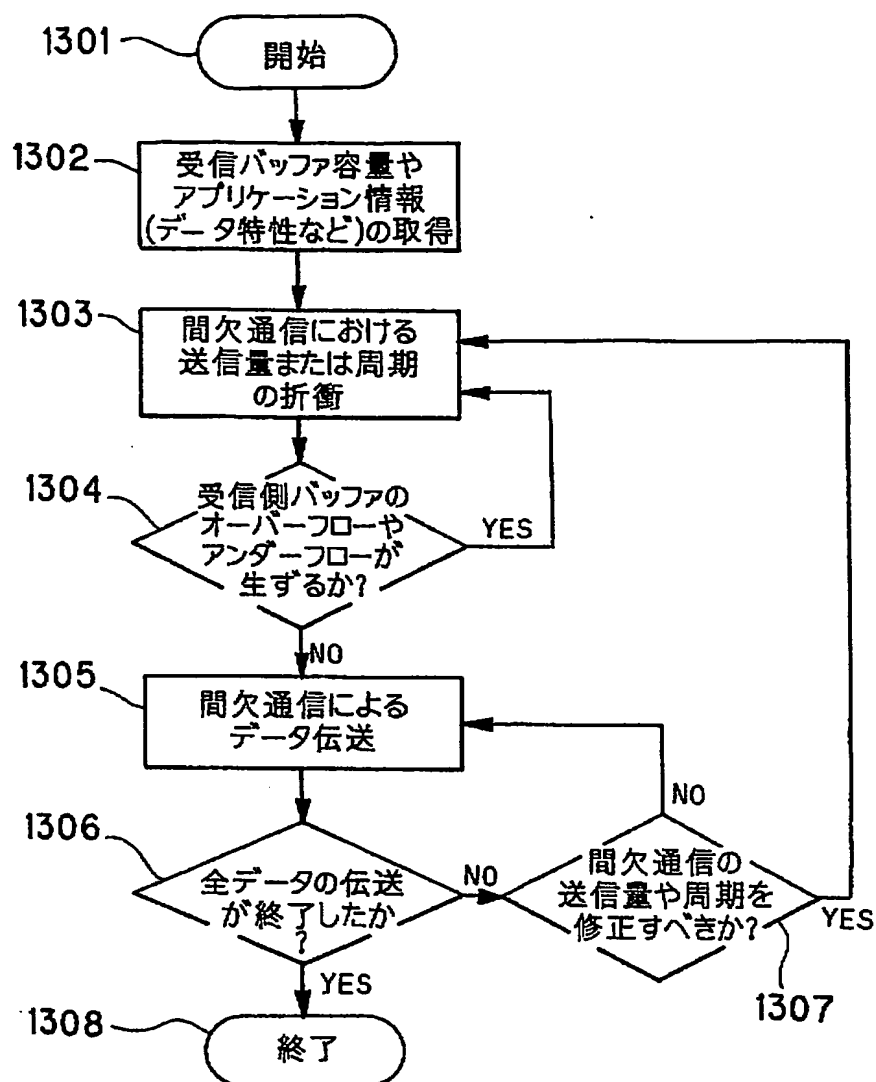 1301
開始
1302
受信バッファ容量や
アプリケーション情報
(データ特性など)の取得
1303
間欠通信における
送信量または周期
の折衝
1304
受信側バッファの
オーバーフローや
アンダーフローが
生ずるか?
YES
NO
1305
間欠通信による
データ伝送
1306
全データの伝送
が終了したか
?
NO
YES
間欠通信の
送信量や周期を
修正すべきか?
NO
YES
1307
1308
終了